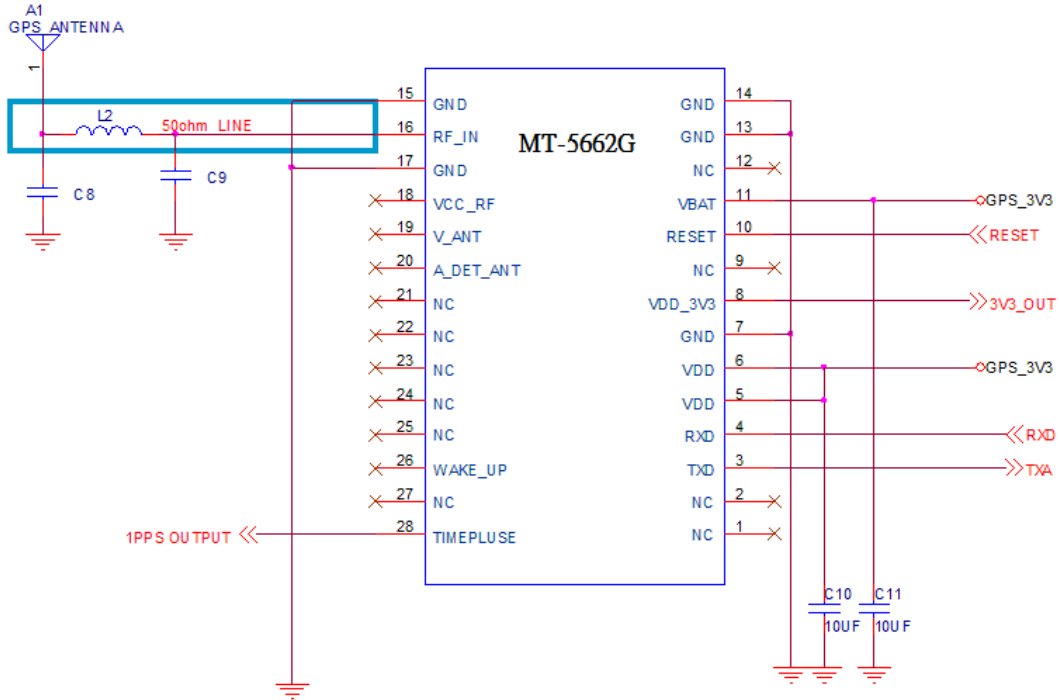 A1
GPS ANTENNA
1
L2
50ohm LINE
C8
C9
MT-5662G
15 GND
16 RF_IN
17 GND
18 VCC_RF
19 V_ANT
20 A_DET_ANT
21 NC
22 NC
23 NC
24 NC
25 NC
26 WAKE_UP
27 NC
28 TIMEPLUSE
1PPS OUTPUT
GND 14
GND 13
NC 12
VBAT 11 GPS_3V3
RESET 10 RESET
NC 9
VDD_3V3 8 3V3_OUT
GND 7
VDD 6 GPS_3V3
VDD 5
RXD 4 RXD
TXD 3 TXA
NC 2
NC 1
C10
10UF
C11
10UF